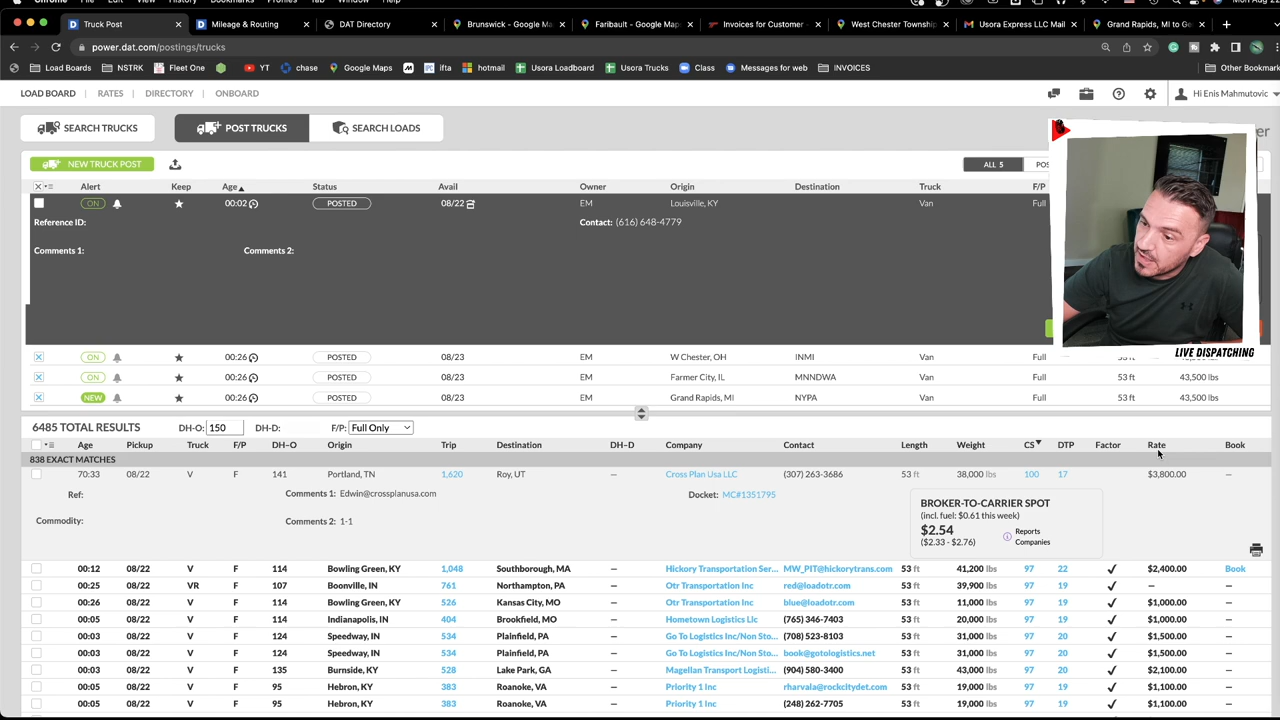 Chrome File Edit View History Profiles Tab Window Help
Truck Post × Mileage & Routing × DAT Directory × Brunswick - Google Ma × Faribault - Google Maps × Invoices for Customer - × West Chester Township × Usora Express LLC Mail × Grand Rapids, MI to Ge ×
power.dat.com/postings/trucks
Load Boards NSTRK Fleet One YT chase Google Maps ifta hotmail Usora Loadboard Usora Trucks Class Messages for web INVOICES Other Bookmar
LOAD BOARD RATES DIRECTORY ONBOARD Hi Enis Mahmutovic
SEARCH TRUCKS POST TRUCKS SEARCH LOADS
NEW TRUCK POST ALL 5 POS
Alert Keep Age Status Avail Owner Origin Destination Truck F/P
ON 00:02 POSTED 08/22 EM Louisville, KY Van Full
Reference ID: Contact: (616) 648-4779
Comments 1: Comments 2:
LIVE DISPATCHING
ON 00:26 POSTED 08/23 EM W Chester, OH INMI Van Full
ON 00:26 POSTED 08/23 EM Farmer City, IL MNNDWA Van Full 53 ft 43,500 lbs
NEW 00:26 POSTED 08/23 EM Grand Rapids, MI NYPA Van Full 53 ft 43,500 lbs
6485 TOTAL RESULTS DH-O: 150 DH-D: F/P: Full Only
Age Pickup Truck F/P DH–O Origin Trip Destination DH–D Company Contact Length Weight CS DTP Factor Rate Book
838 EXACT MATCHES
70:33 08/22 V F 141 Portland, TN 1,620 Roy, UT — Cross Plan Usa LLC (307) 263-3686 53 ft 38,000 lbs 100 17 $3,800.00 —
Ref: Comments 1: Edwin@crossplanusa.com Docket: MC#1351795
Commodity: Comments 2: 1-1
BROKER-TO-CARRIER SPOT
(incl. fuel: $0.61 this week)
$2.54 Reports
($2.33 - $2.76) Companies
00:12 08/22 V F 114 Bowling Green, KY 1,048 Southborough, MA — Hickory Transportation Ser... MW_PIT@hickorytrans.com 53 ft 41,200 lbs 97 22 ✓ $2,400.00 Book
00:25 08/22 VR F 107 Boonville, IN 761 Northampton, PA — Otr Transportation Inc red@loadotr.com 53 ft 39,900 lbs 97 19 ✓ — —
00:26 08/22 V F 114 Bowling Green, KY 526 Kansas City, MO — Otr Transportation Inc blue@loadotr.com 53 ft 11,000 lbs 97 19 ✓ $1,000.00 —
00:05 08/22 V F 114 Indianapolis, IN 404 Brookfield, MO — Hometown Logistics Llc (765) 346-7403 53 ft 20,000 lbs 97 19 ✓ $1,000.00 —
00:03 08/22 V F 124 Speedway, IN 534 Plainfield, PA — Go To Logistics Inc/Non Sto... (708) 523-8103 53 ft 31,000 lbs 97 20 ✓ $1,500.00 —
00:03 08/22 V F 124 Speedway, IN 534 Plainfield, PA — Go To Logistics Inc/Non Sto... book@gotologistics.net 53 ft 31,000 lbs 97 20 ✓ $1,500.00 —
00:03 08/22 V F 135 Burnside, KY 528 Lake Park, GA — Magellan Transport Logisti... (904) 580-3400 53 ft 43,000 lbs 97 20 ✓ $2,100.00 —
00:05 08/22 V F 95 Hebron, KY 383 Roanoke, VA — Priority 1 Inc rharvala@rockcitydet.com 53 ft 19,000 lbs 97 19 ✓ $1,100.00 —
00:05 08/22 V F 95 Hebron, KY 383 Roanoke, VA — Priority 1 Inc (248) 262-7705 53 ft 19,000 lbs 97 19 ✓ $1,100.00 —